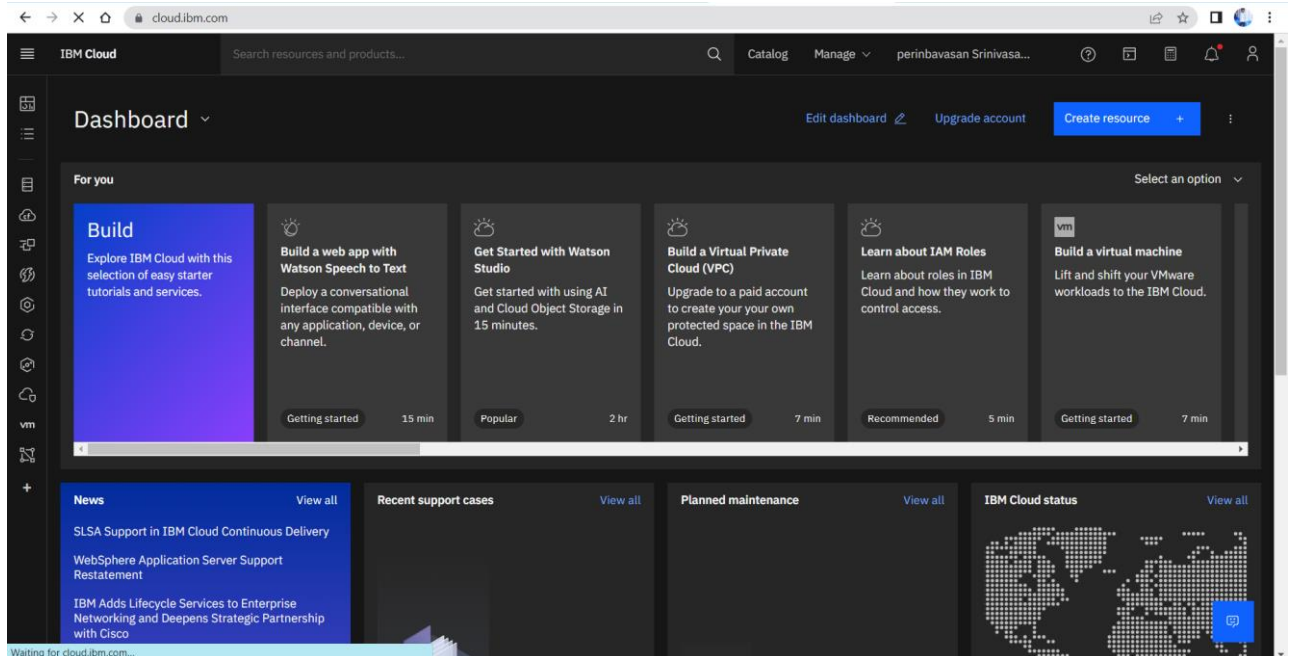 cloud.ibm.com
IBM Cloud
Search resources and products...
Catalog
Manage
perinbavasan Srinivasa...
Dashboard
Edit dashboard
Upgrade account
Create resource +
For you
Select an option
Build
Explore IBM Cloud with this
selection of easy starter
tutorials and services.
Build a web app with
Watson Speech to Text
Deploy a conversational
interface compatible with
any application, device, or
channel.
Getting started
15 min
Get Started with Watson
Studio
Get started with using AI
and Cloud Object Storage in
15 minutes.
Popular
2 hr
Build a Virtual Private
Cloud (VPC)
Upgrade to a paid account
to create your your own
protected space in the IBM
Cloud.
Getting started
7 min
Learn about IAM Roles
Learn about roles in IBM
Cloud and how they work to
control access.
Recommended
5 min
vm
Build a virtual machine
Lift and shift your VMware
workloads to the IBM Cloud.
Getting started
7 min
vm
News
View all
SLSA Support in IBM Cloud Continuous Delivery
WebSphere Application Server Support
Restatement
IBM Adds Lifecycle Services to Enterprise
Networking and Deepens Strategic Partnership
with Cisco
Recent support cases
View all
Planned maintenance
View all
IBM Cloud status
View all
Waiting for cloud.ibm.com...